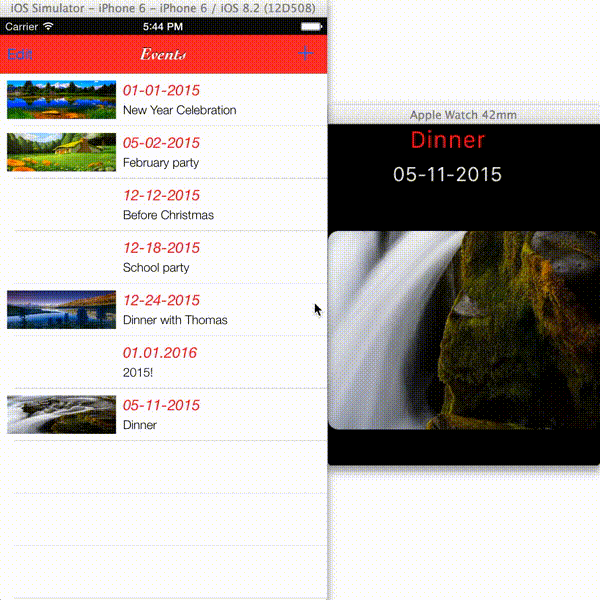 iOS Simulator – iPhone 6 – iPhone 6 / iOS 8.2 (12D508)
Carrier 5:44 PM
Edit Events +
01-01-2015
New Year Celebration
05-02-2015
February party
12-12-2015
Before Christmas
12-18-2015
School party
12-24-2015
Dinner with Thomas
01.01.2016
2015!
05-11-2015
Dinner
Apple Watch 42mm
Dinner
05-11-2015